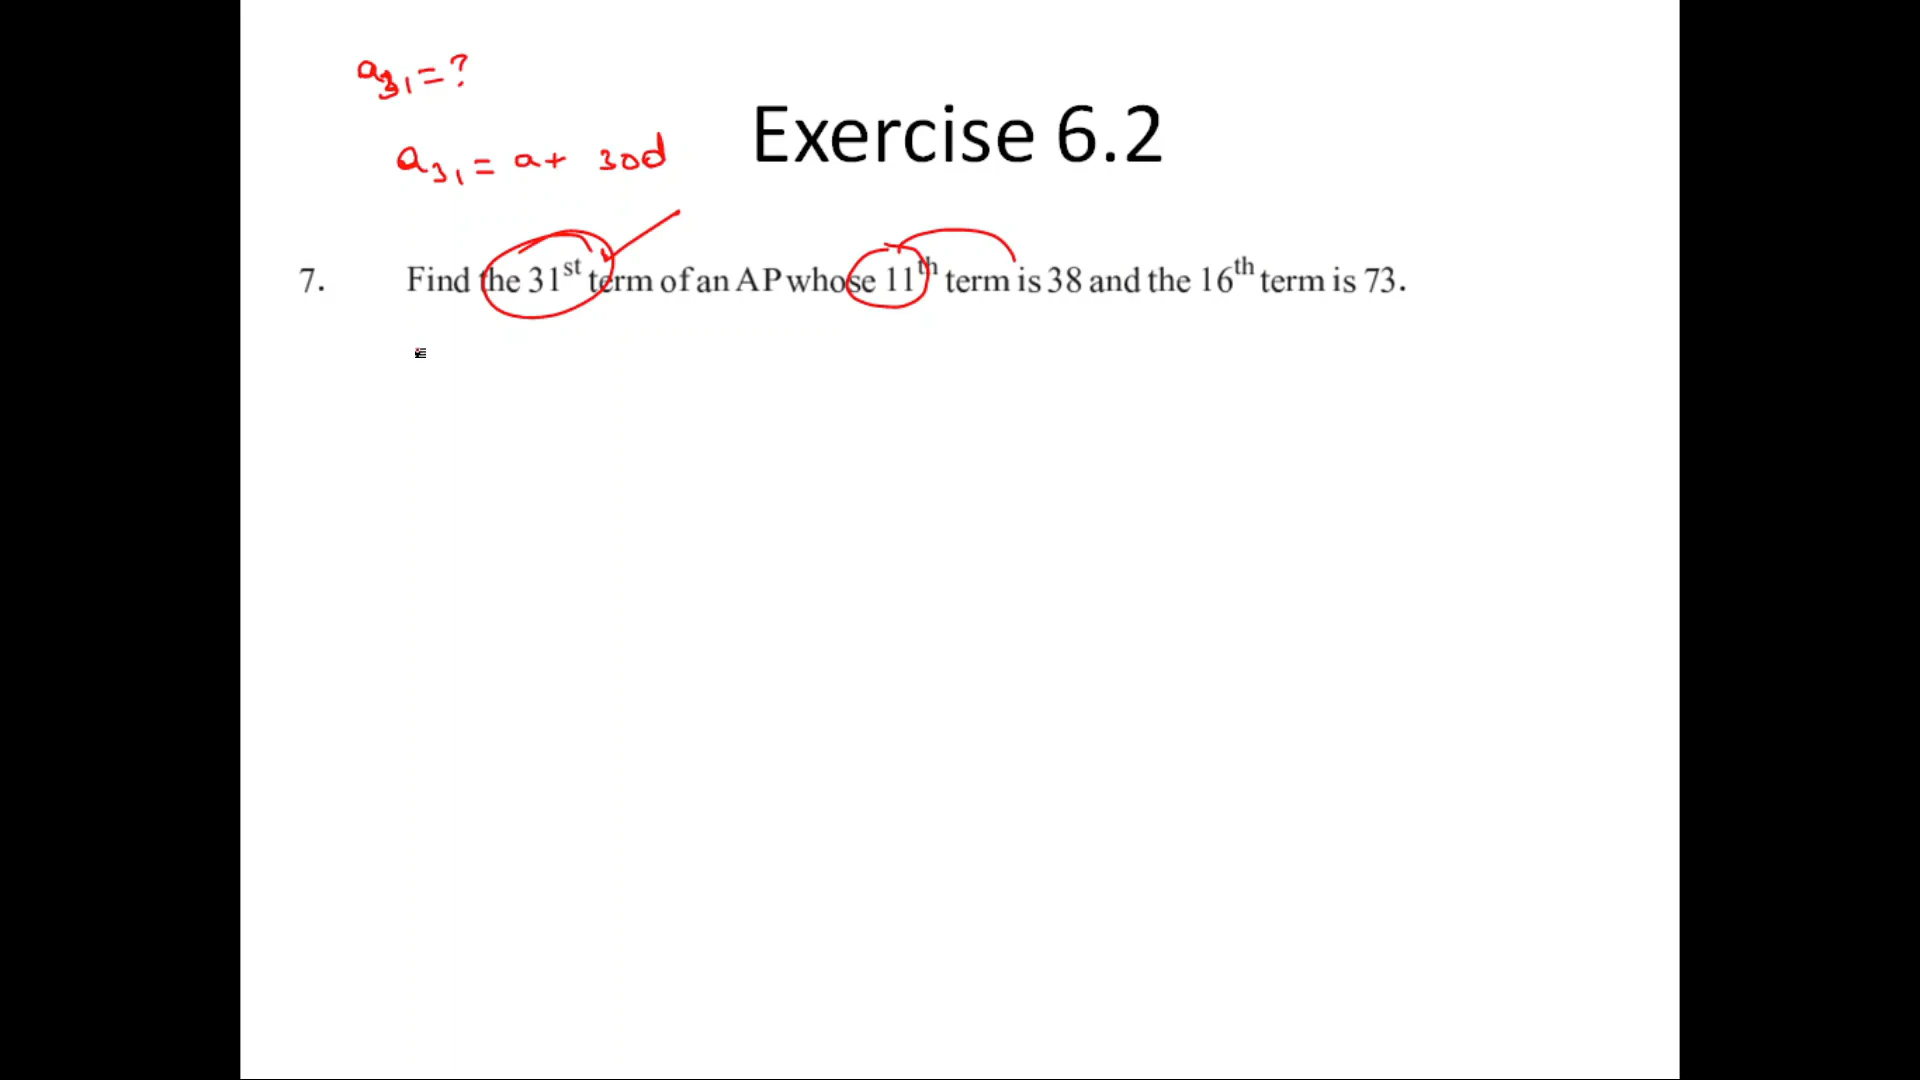 a₃₁ = ?
Exercise 6.2
a₃₁ = a + 30d
7. Find the 31ˢᵗ term of an AP whose 11ᵗʰ term is 38 and the 16ᵗʰ term is 73.